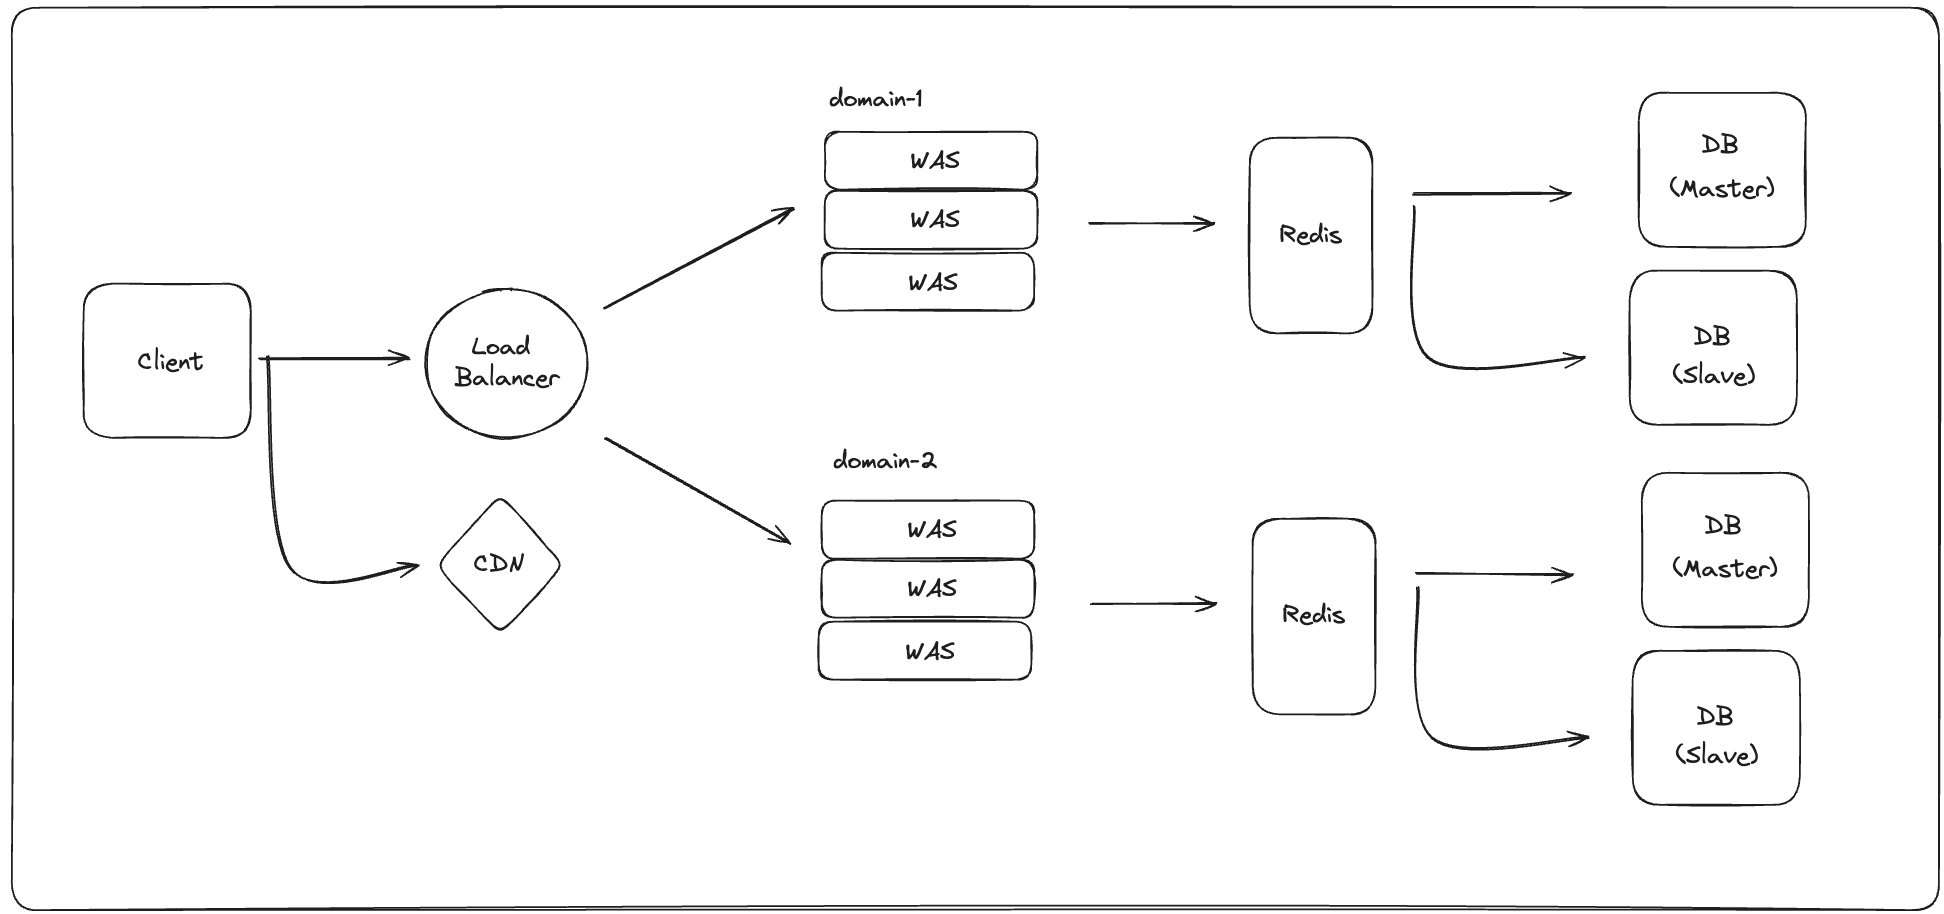 Client
Load
Balancer
CDN
domain-1
WAS
WAS
WAS
Redis
DB
(Master)
DB
(Slave)
domain-2
WAS
WAS
WAS
Redis
DB
(Master)
DB
(Slave)